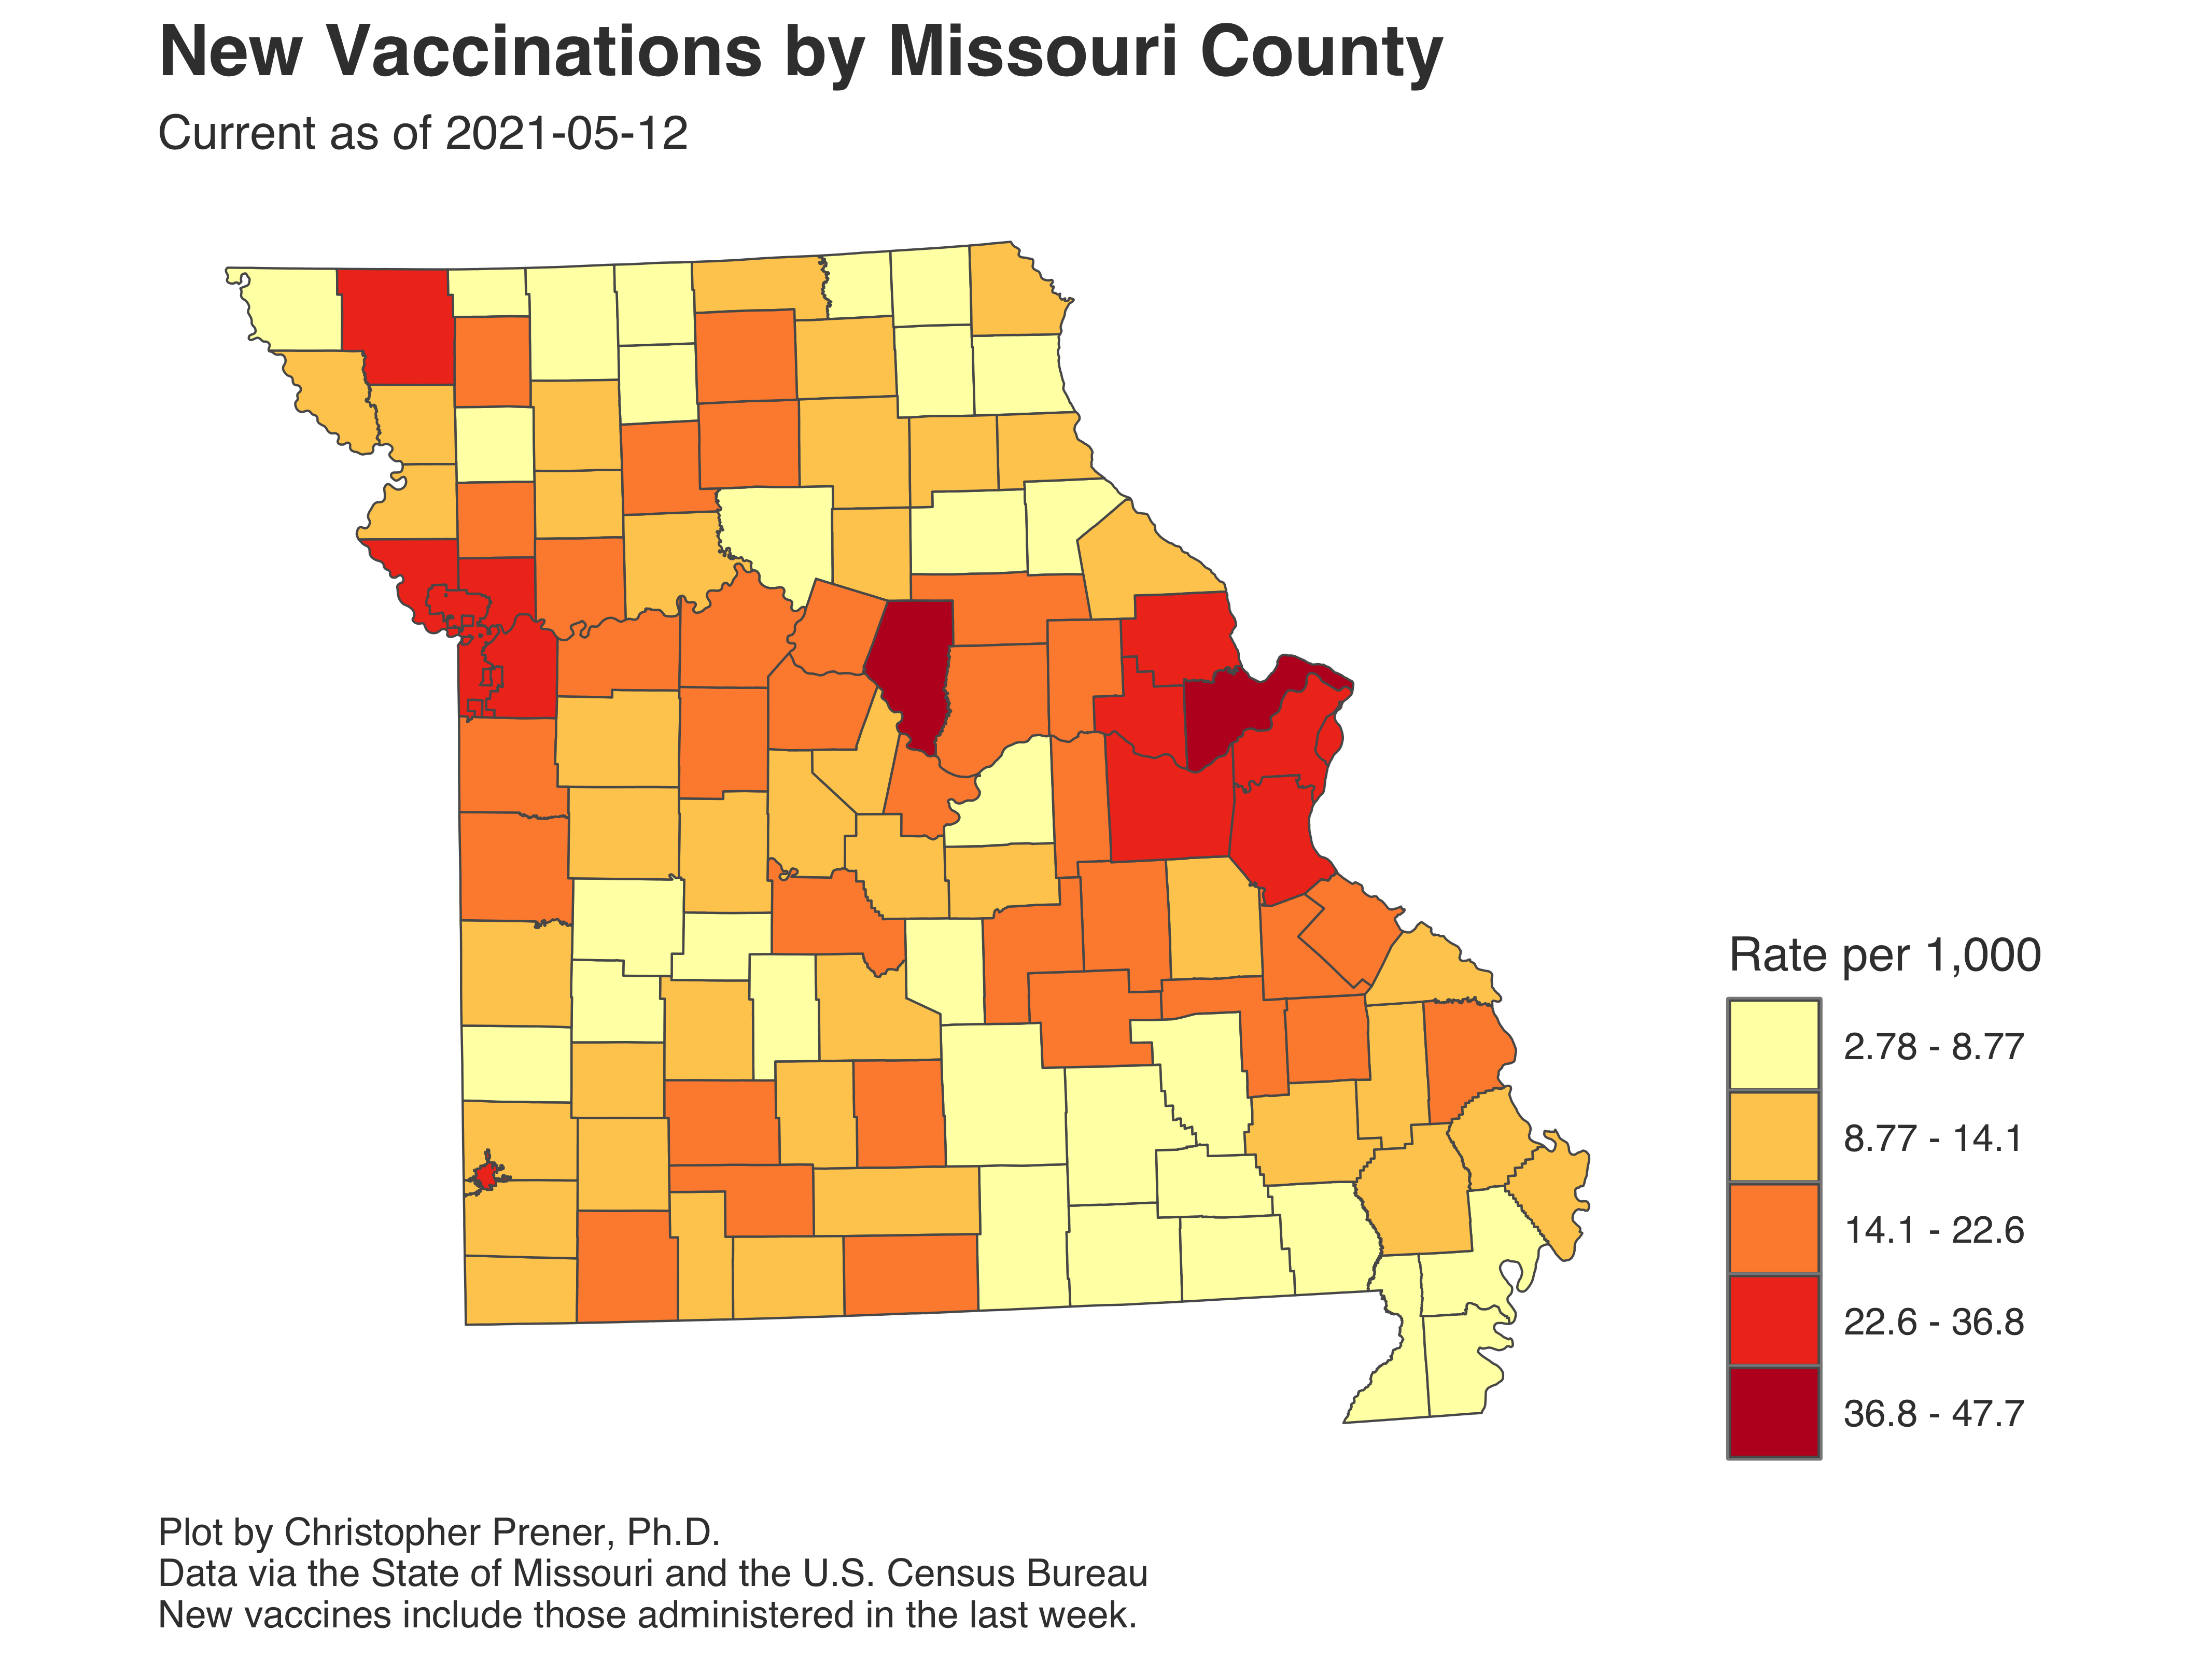 New Vaccinations by Missouri County
Current as of 2021-05-12
Rate per 1,000
2.78 - 8.77
8.77 - 14.1
14.1 - 22.6
22.6 - 36.8
36.8 - 47.7
Plot by Christopher Prener, Ph.D.
Data via the State of Missouri and the U.S. Census Bureau
New vaccines include those administered in the last week.